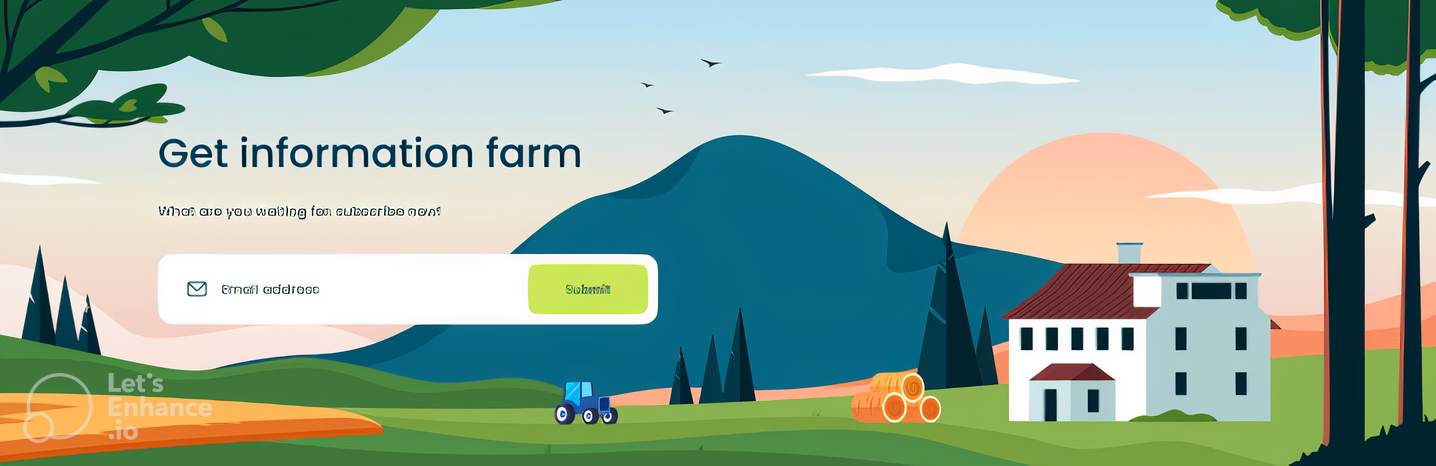 Get information farm
What are you waiting for subscribe now!
Email address
Submit
Let's
Enhance
.io